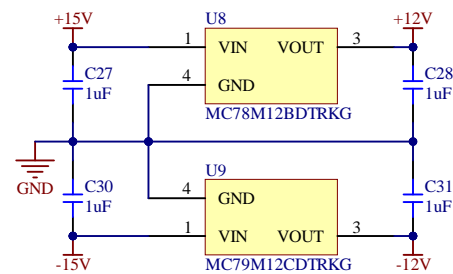 +15V
U8
+12V
1
VIN
VOUT
3
C27
1uF
4
GND
C28
1uF
MC78M12BDTRKG
GND
U9
C30
1uF
4
GND
C31
1uF
1
VIN
VOUT
3
-15V
MC79M12CDTRKG
-12V